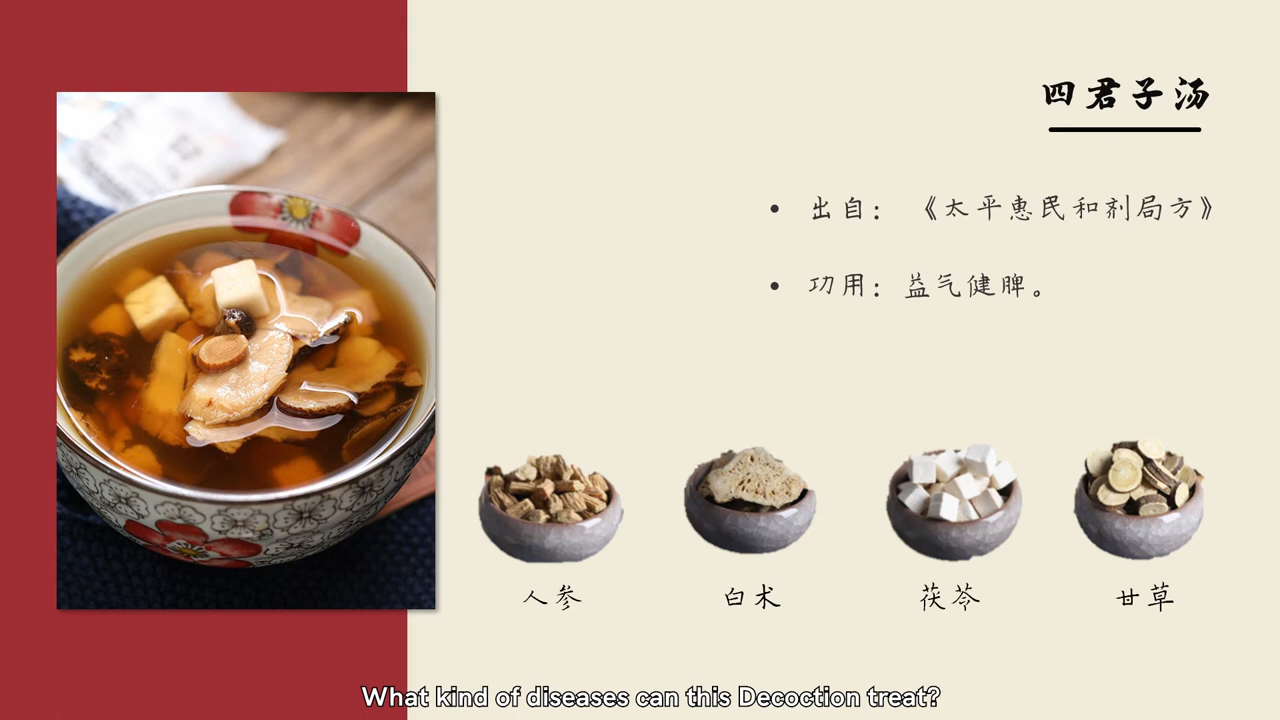 四君子汤
• 出自：《太平惠民和剂局方》
• 功用：益气健脾。
人参 白术 茯苓 甘草
What kind of diseases can this Decoction treat?